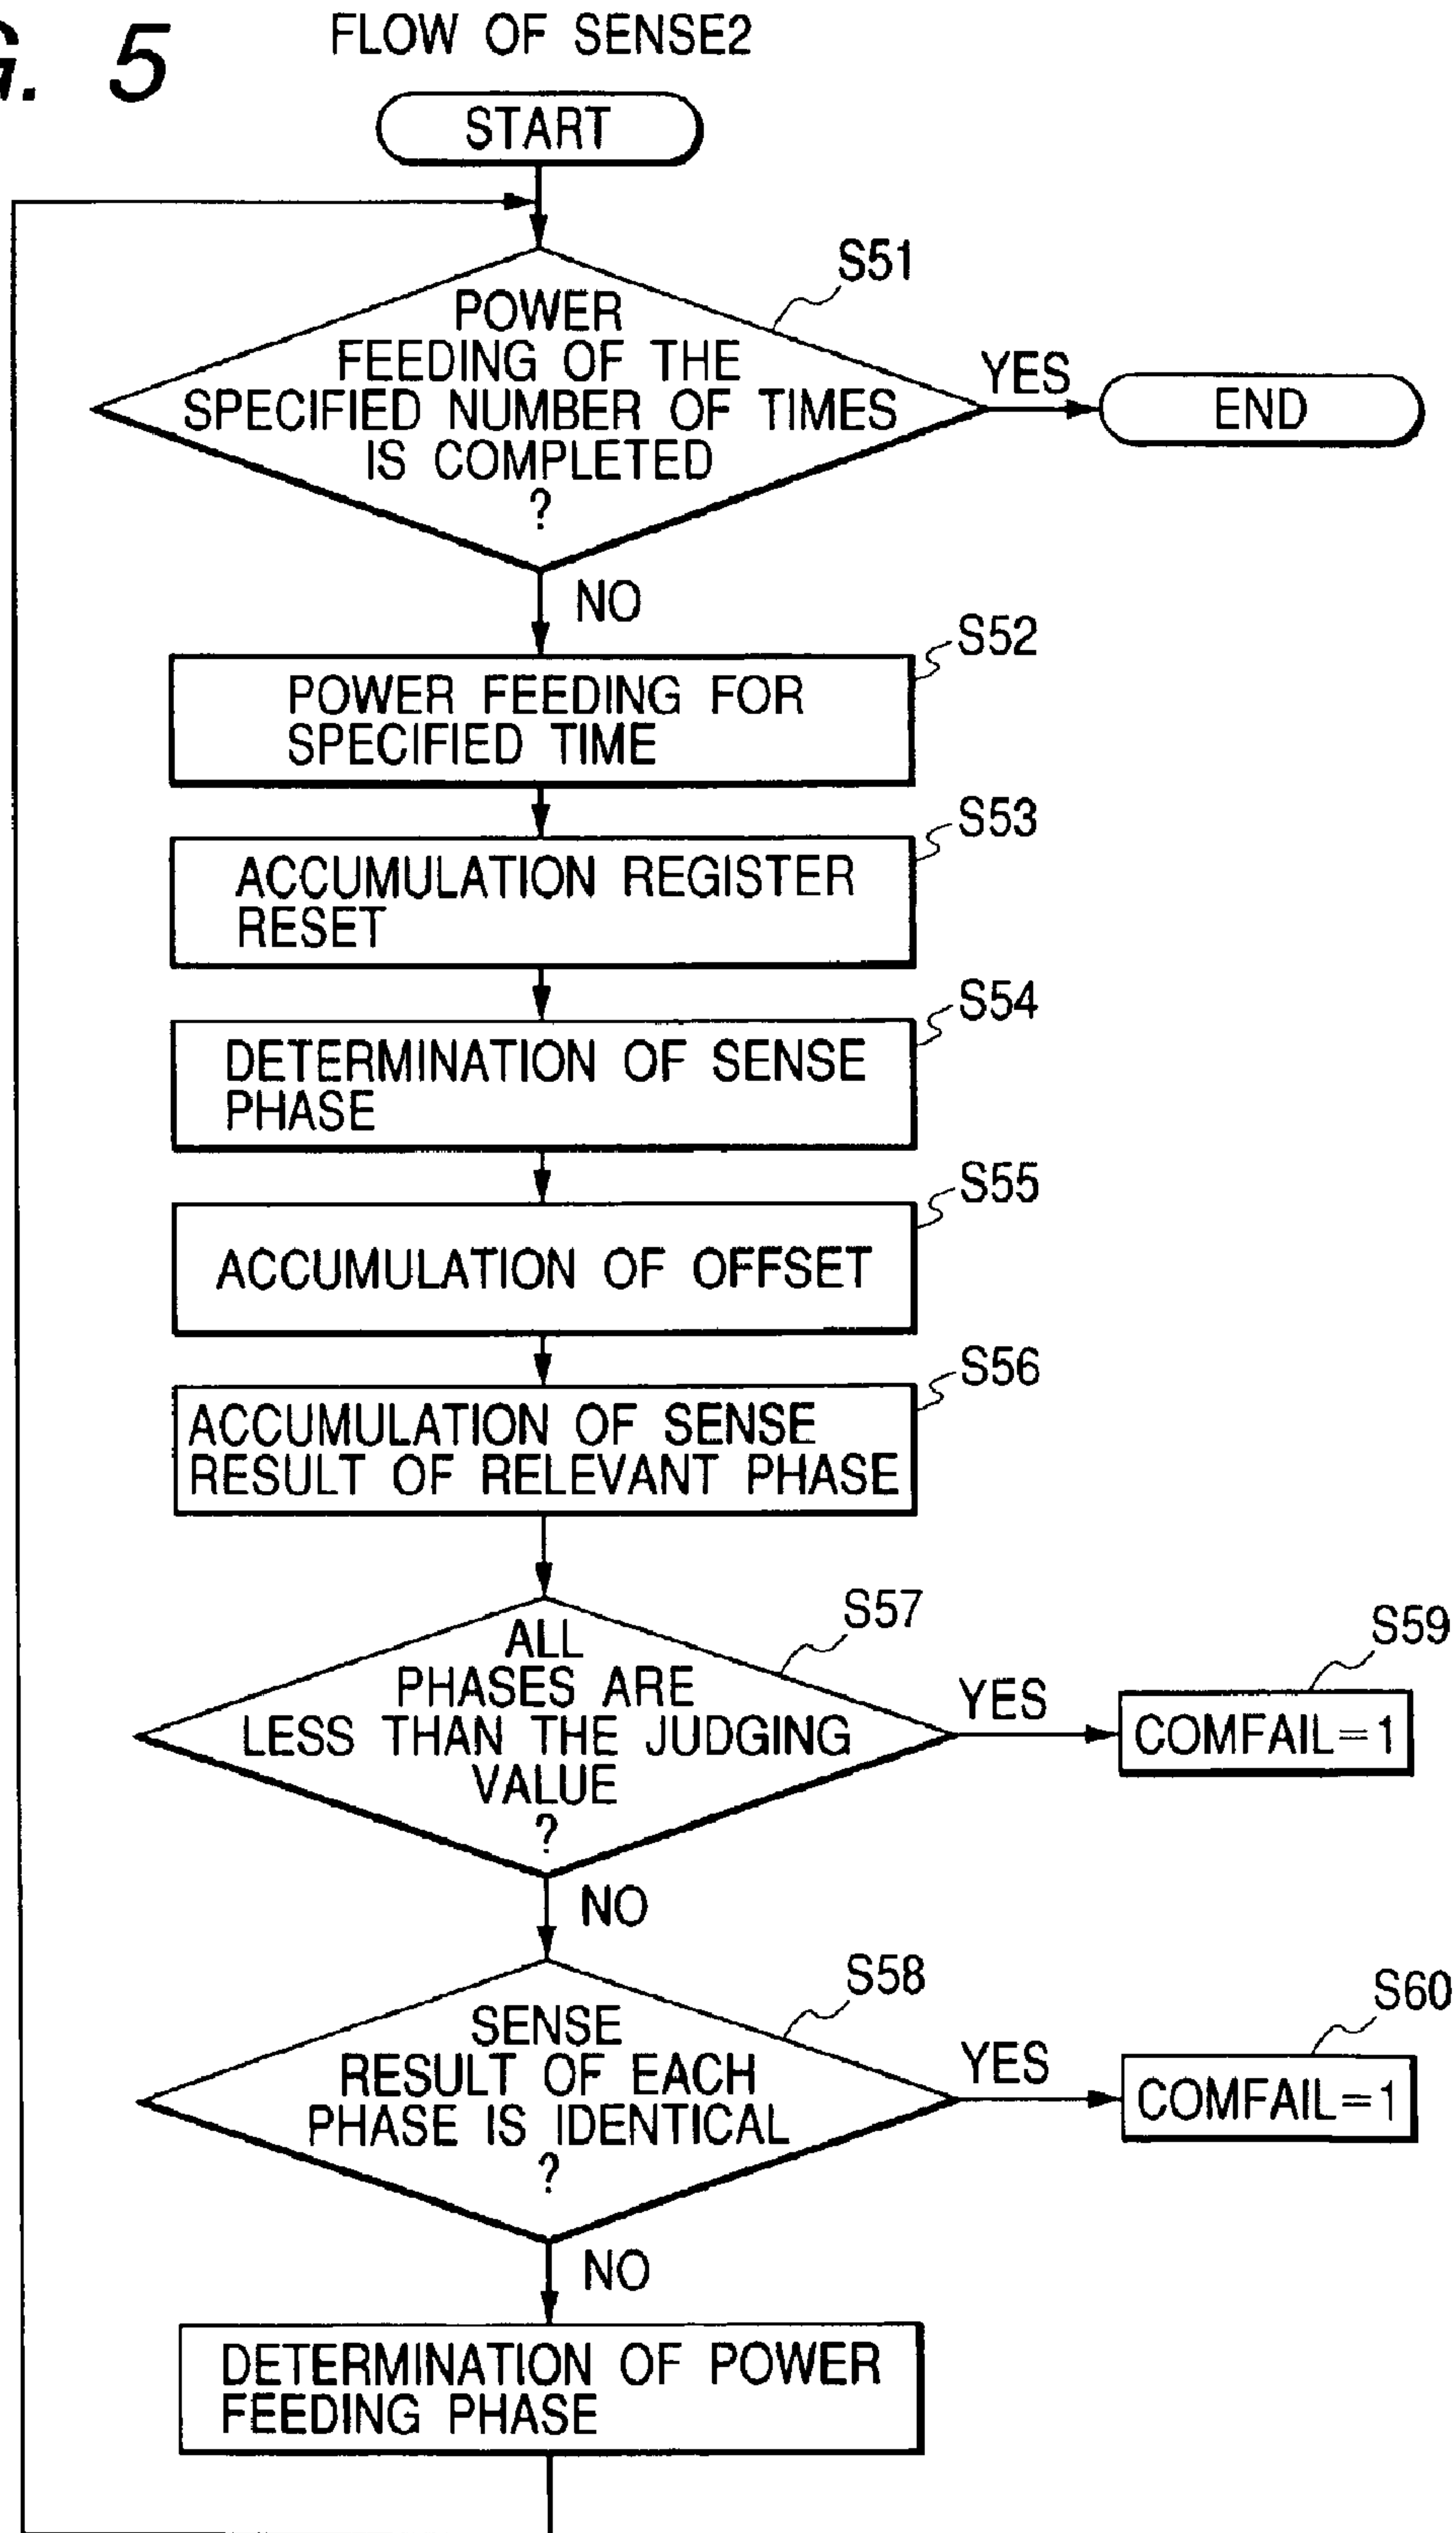 G. 5
FLOW OF SENSE2
START
S51
POWER
FEEDING OF THE
SPECIFIED NUMBER OF TIMES
IS COMPLETED
?
YES
END
NO
S52
POWER FEEDING FOR
SPECIFIED TIME
S53
ACCUMULATION REGISTER
RESET
S54
DETERMINATION OF SENSE
PHASE
S55
ACCUMULATION OF OFFSET
S56
ACCUMULATION OF SENSE
RESULT OF RELEVANT PHASE
S57
ALL
PHASES ARE
LESS THAN THE JUDGING
VALUE
?
YES
S59
COMFAIL=1
NO
S58
SENSE
RESULT OF EACH
PHASE IS IDENTICAL
?
YES
S60
COMFAIL=1
NO
DETERMINATION OF POWER
FEEDING PHASE